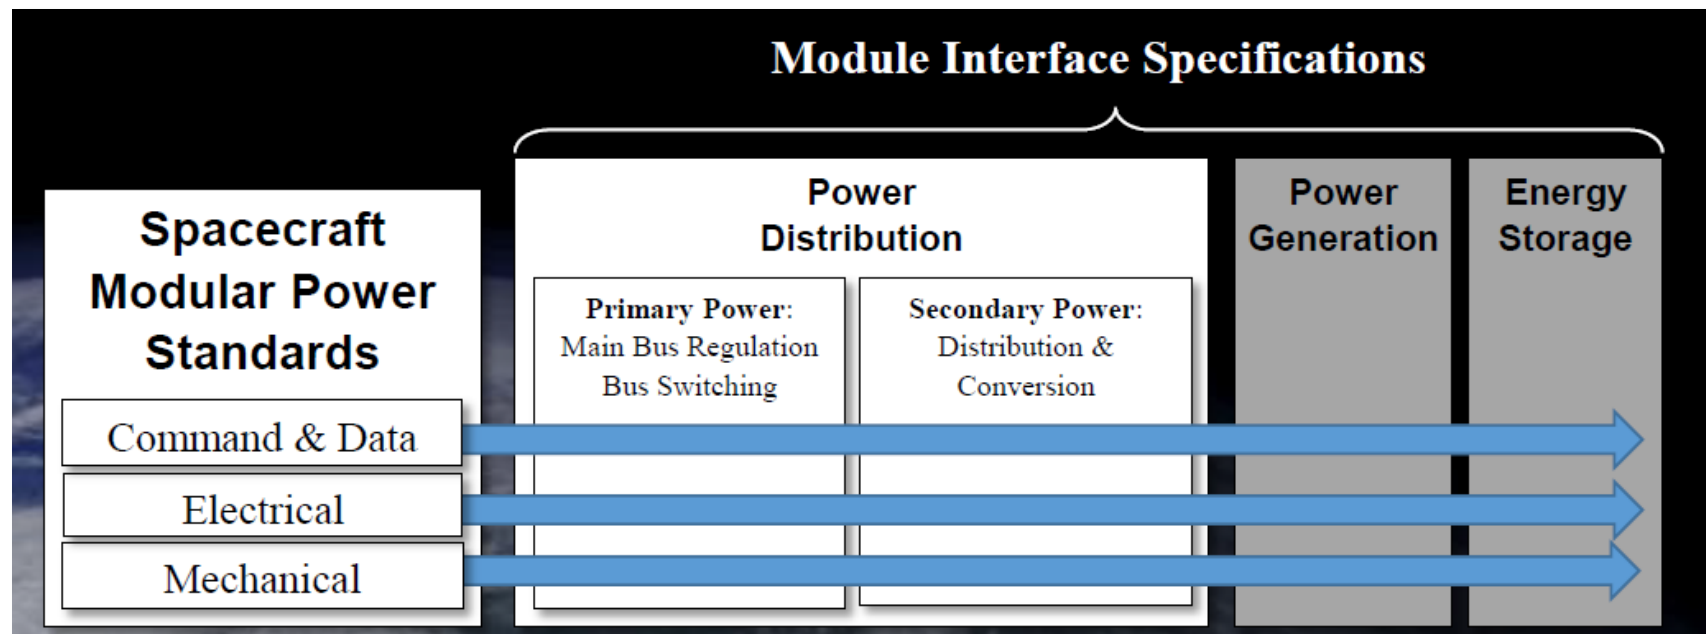 Module Interface Specifications
Spacecraft
Modular Power
Standards
Command & Data
Electrical
Mechanical
Power
Distribution
Primary Power:
Main Bus Regulation
Bus Switching
Secondary Power:
Distribution &
Conversion
Power
Generation
Energy
Storage